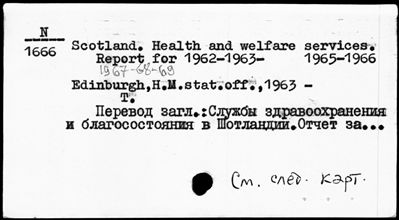 N
1666
Scotland. Health and welfare services.
Report for 1962-1963- 1965-1966
1967-68-69
Edinburgh,H.M.stat.off.,1963 -
Т.
Перевод загл.:Службы здравоохранения
и благосостояния в Шотландии.Отчет за...
См. след. карт.